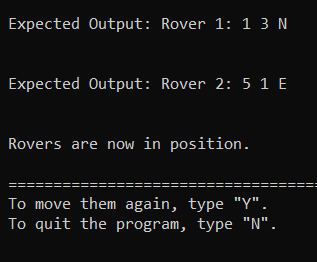 Expected Output: Rover 1: 1 3 N
Expected Output: Rover 2: 5 1 E
Rovers are now in position.
===================================
To move them again, type "Y".
To quit the program, type "N".